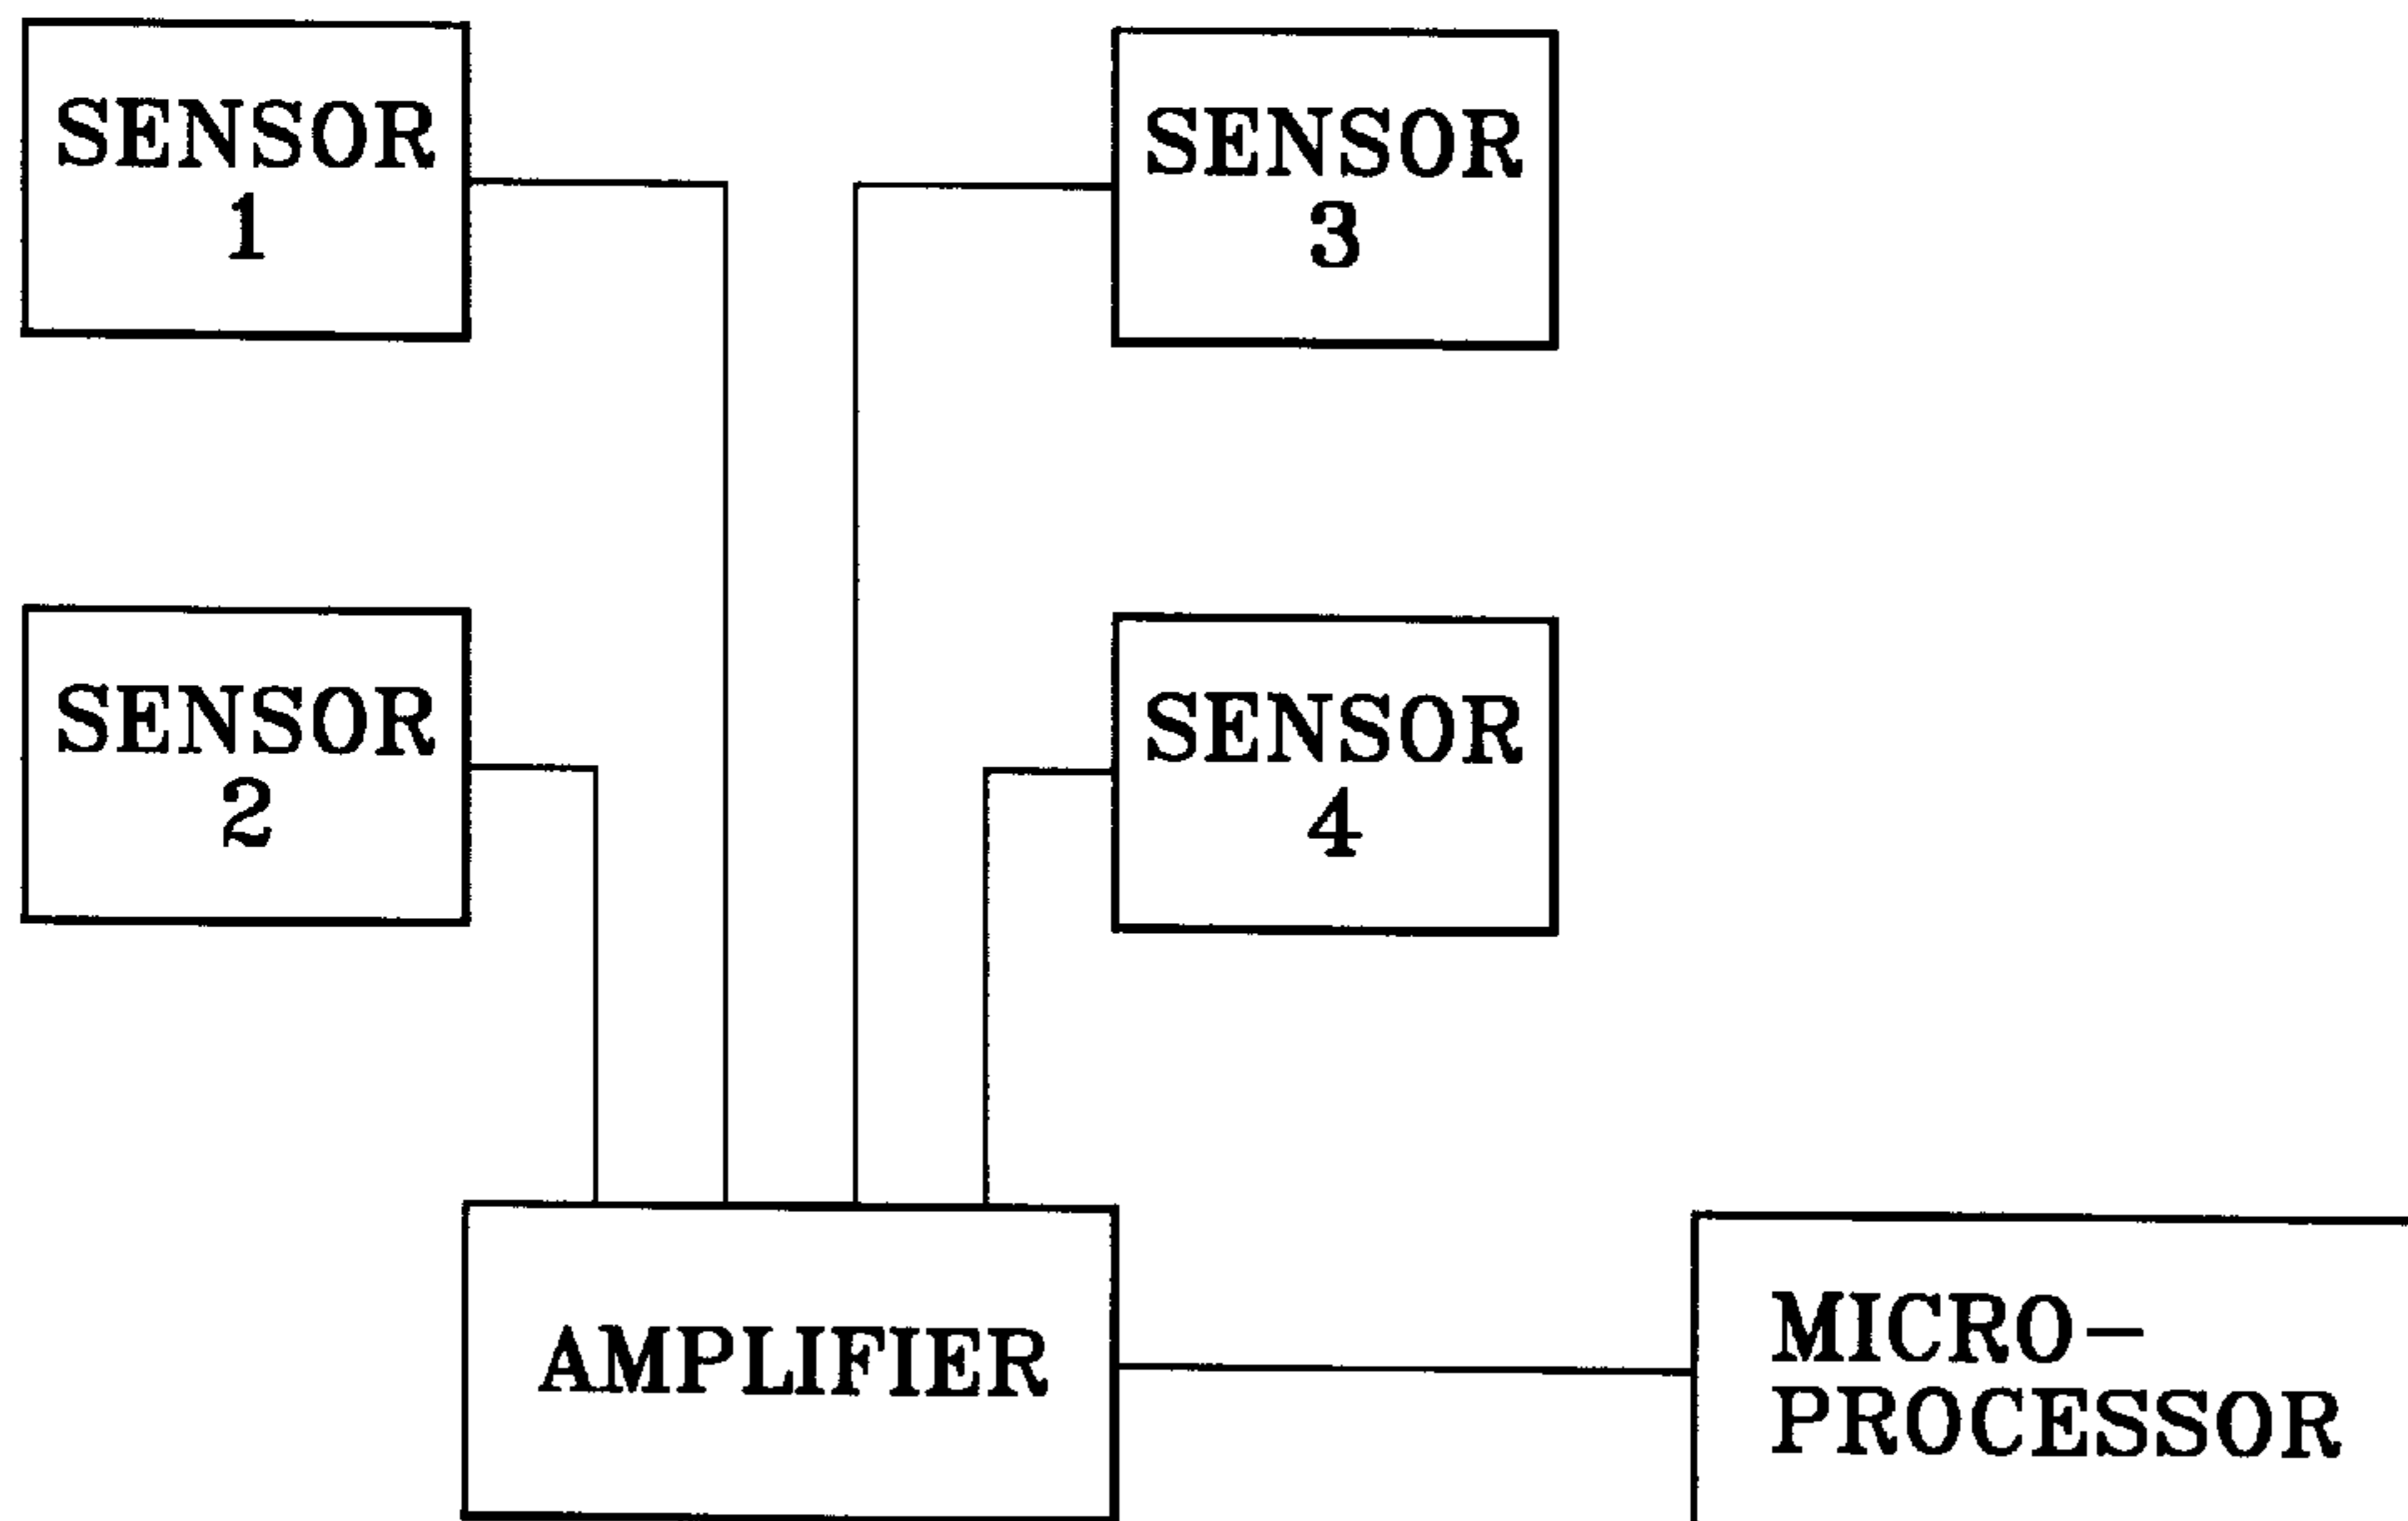 SENSOR
1
SENSOR
3
SENSOR
2
SENSOR
4
AMPLIFIER
MICRO-
PROCESSOR